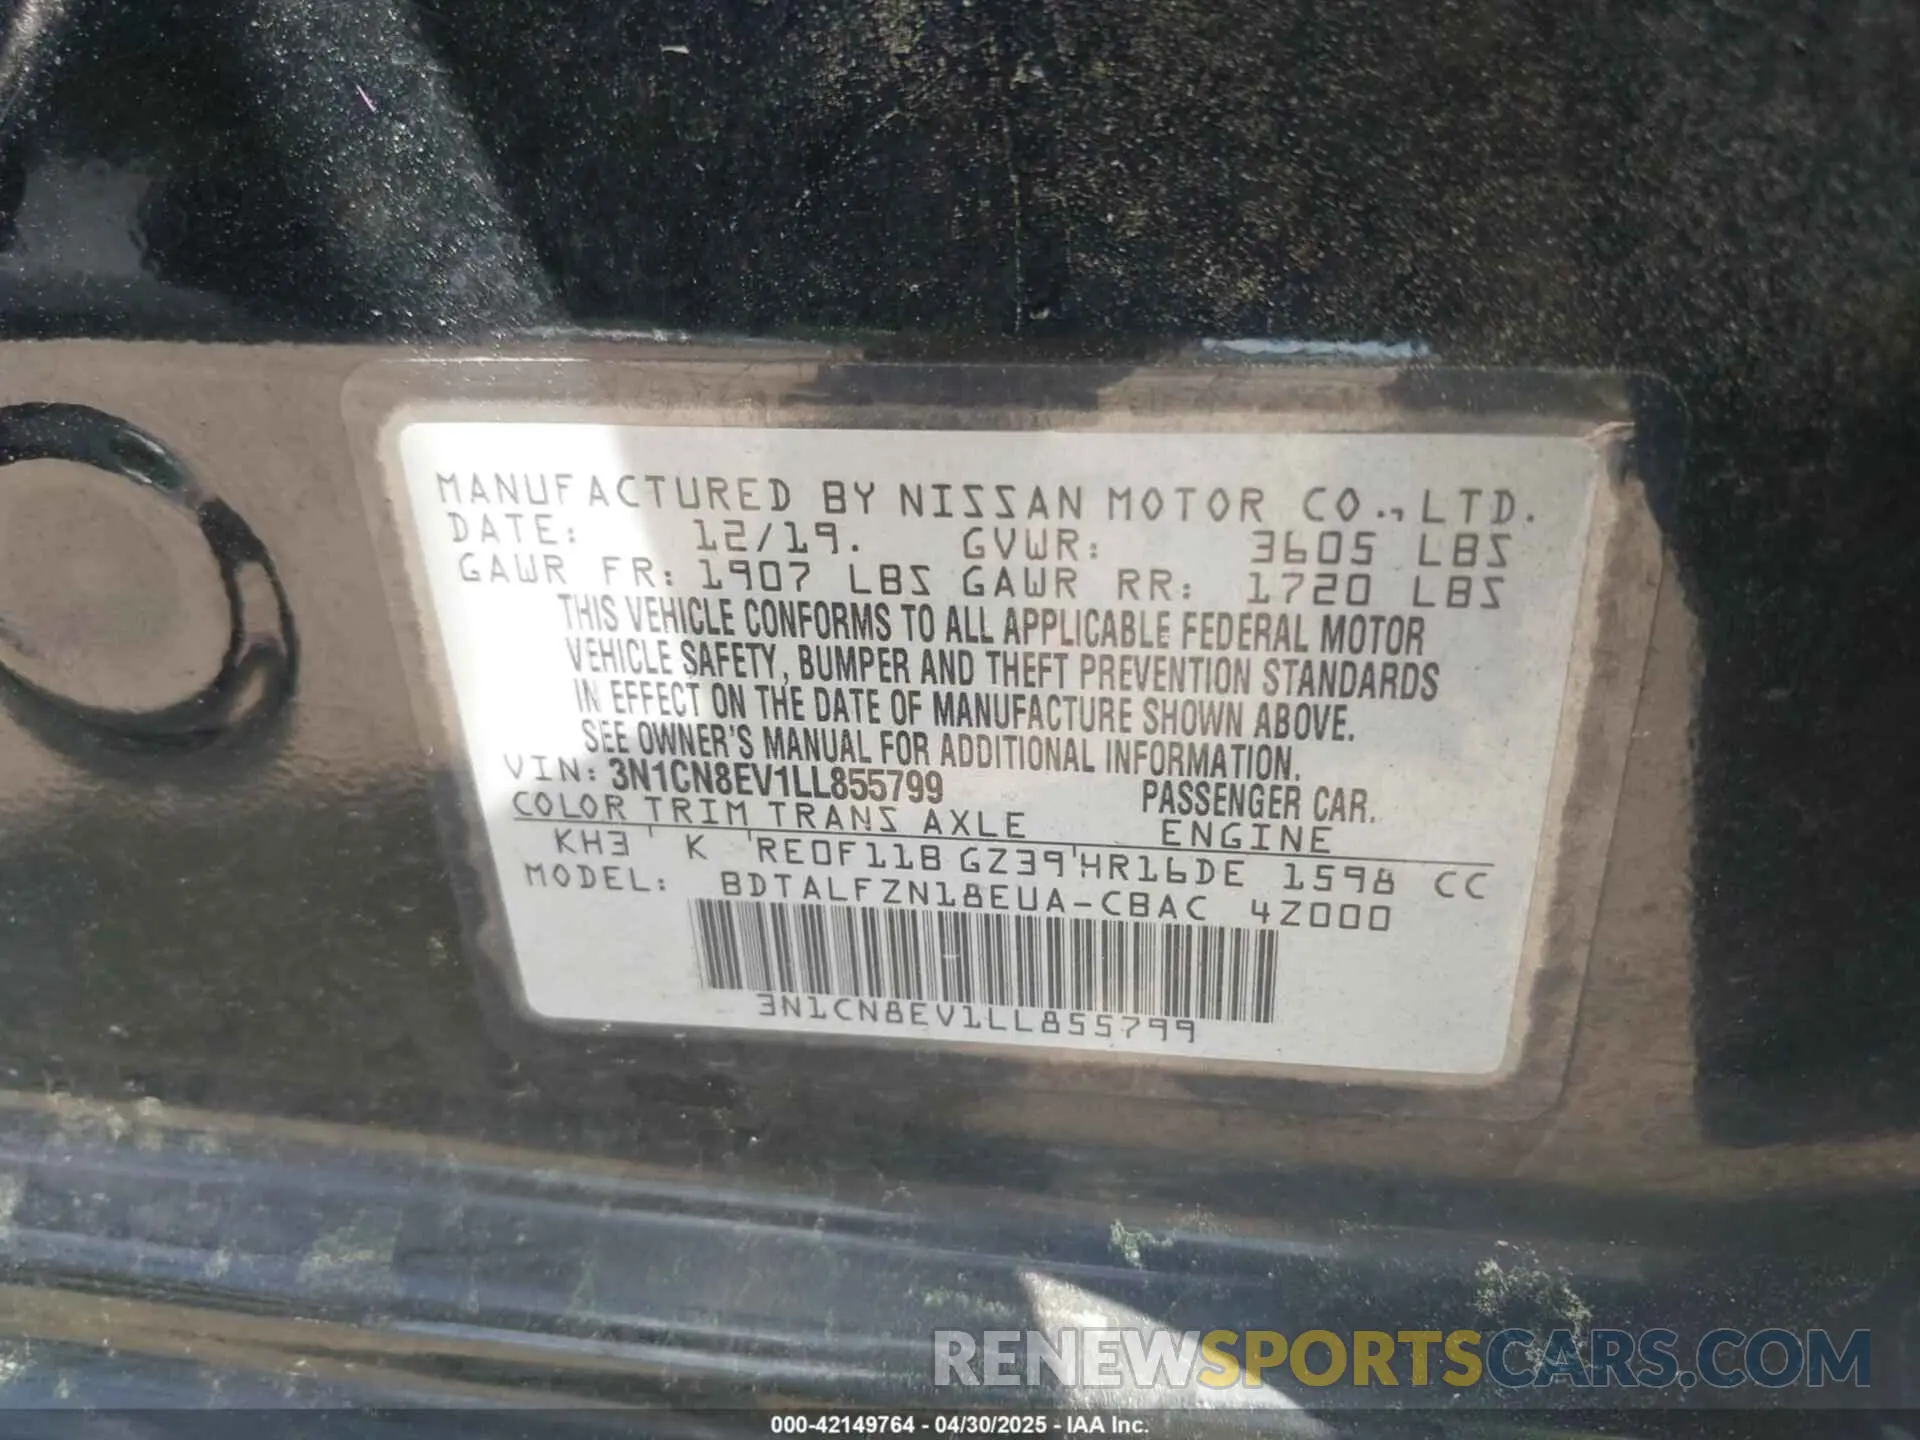 MANUFACTURED BY NISSAN MOTOR CO., LTD.
DATE: 12/19. GVWR: 3605 LBS
GAWR FR: 1907 LBS GAWR RR: 1720 LBS
THIS VEHICLE CONFORMS TO ALL APPLICABLE FEDERAL MOTOR
VEHICLE SAFETY, BUMPER AND THEFT PREVENTION STANDARDS
IN EFFECT ON THE DATE OF MANUFACTURE SHOWN ABOVE.
SEE OWNER'S MANUAL FOR ADDITIONAL INFORMATION.
VIN: 3N1CN8EV1LL855799 PASSENGER CAR.
COLOR TRIM TRANS AXLE ENGINE
KH3 ' K ' RE0F11B GZ39 ' HR16DE 1598 CC
MODEL: BDTALFZN18EUA-CBAC 4Z000
3N1CN8EV1LL855799
RENEWSPORTSCARS.COM
000-42149764 - 04/30/2025 - IAA Inc.